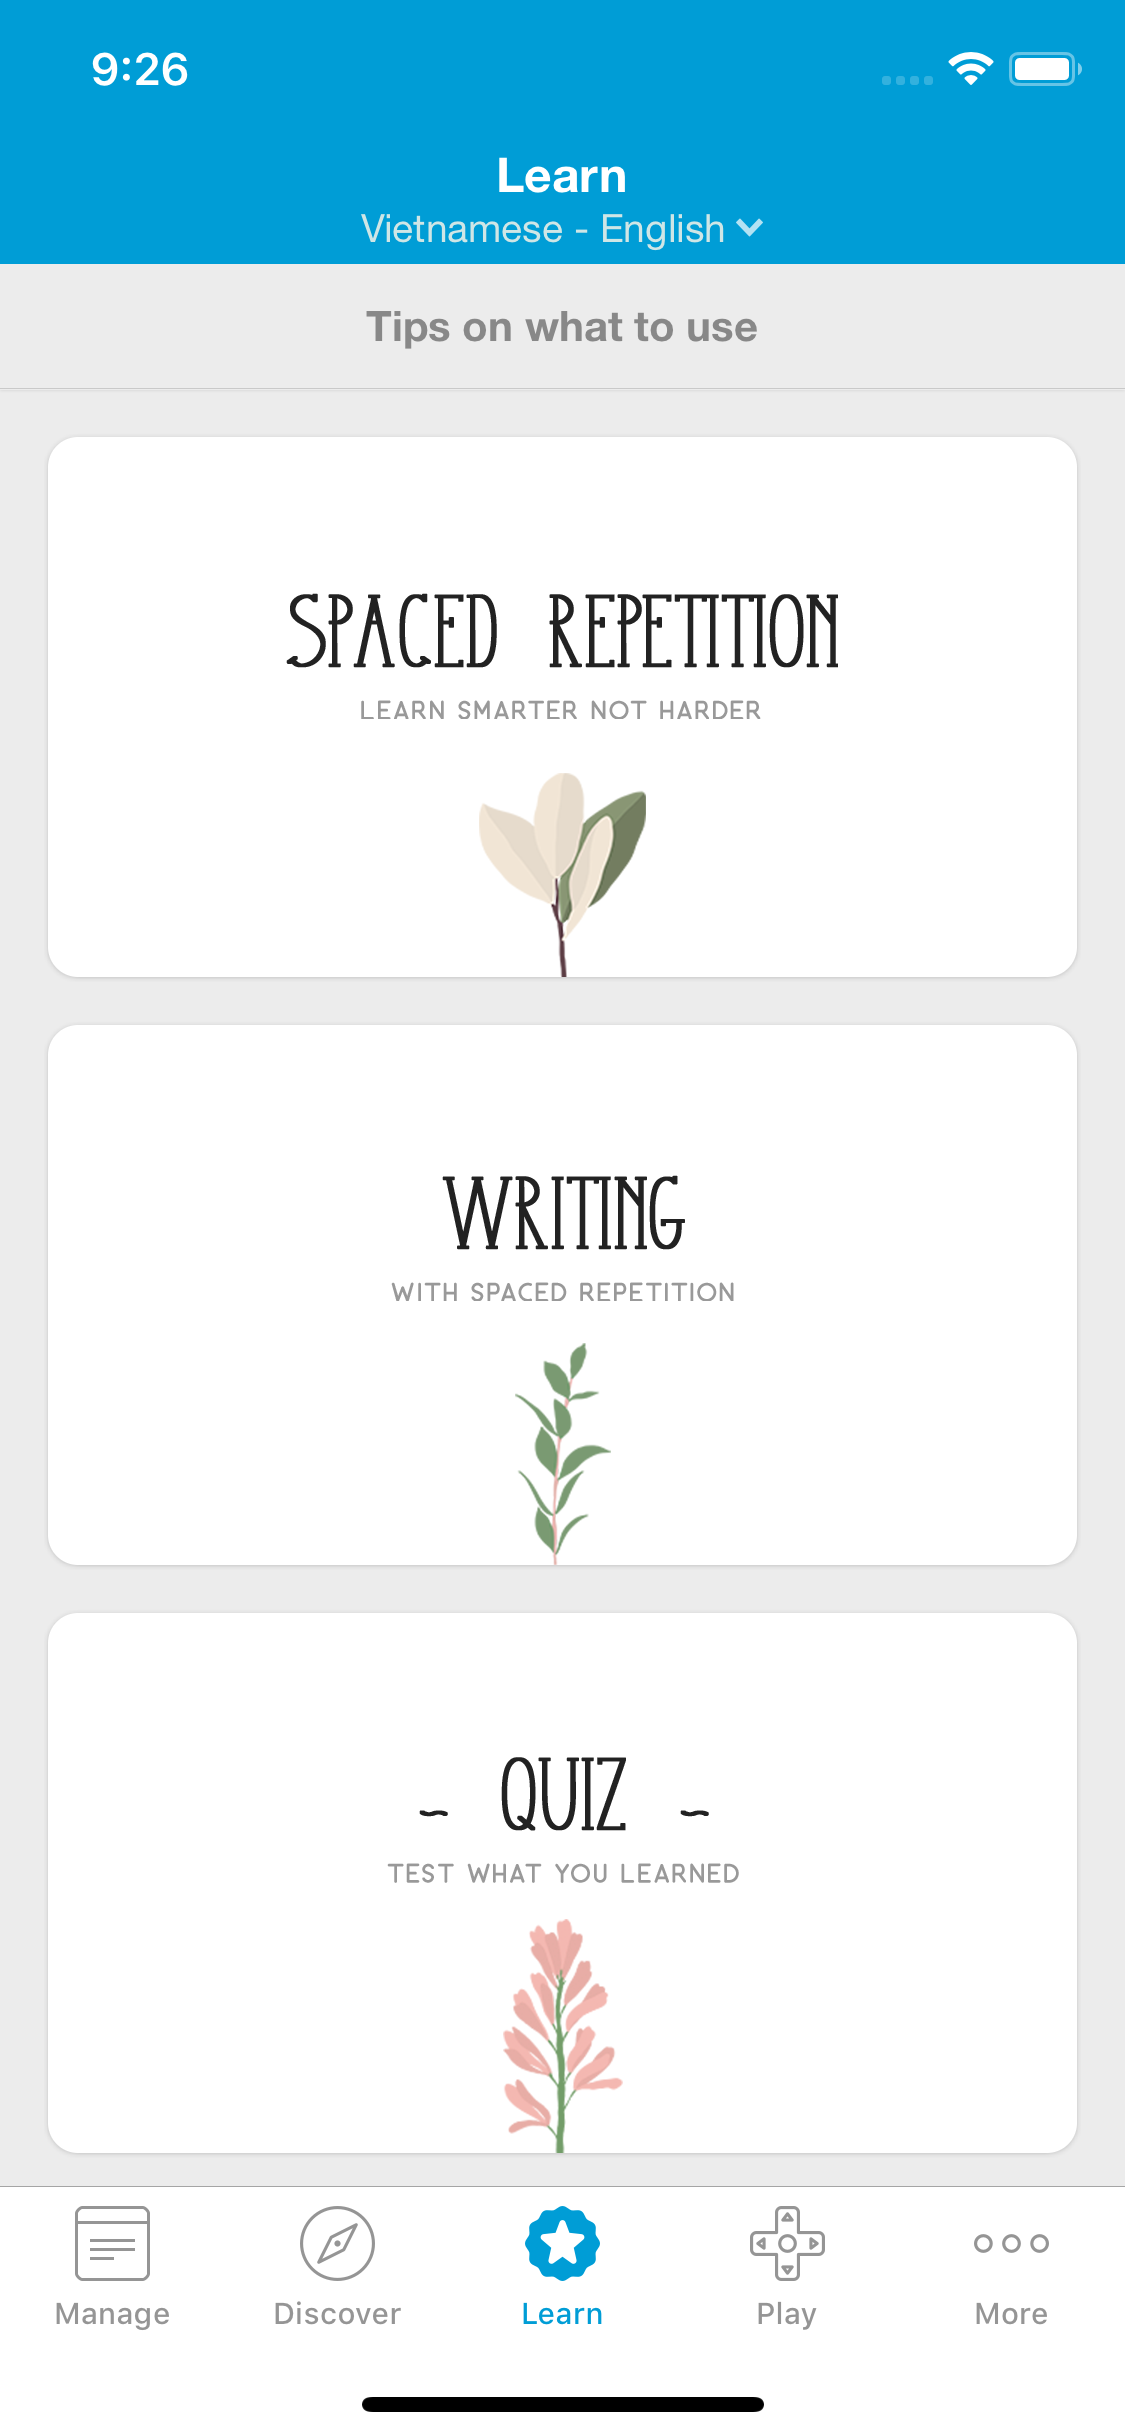 9:26
Learn
Vietnamese - English
Tips on what to use
SPACED REPETITION
LEARN SMARTER NOT HARDER
WRITING
WITH SPACED REPETITION
~ QUIZ ~
TEST WHAT YOU LEARNED
Manage Discover Learn Play More